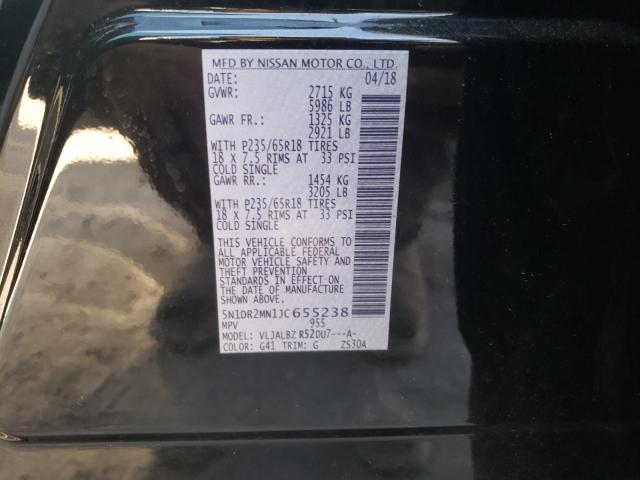 MFD BY NISSAN MOTOR CO., LTD.
DATE: 04/18
GVWR: 2715 KG
5986 LB
GAWR FR.: 1325 KG
2921 LB
WITH P235/65R18 TIRES
18 X 7.5 RIMS AT 33 PSI
COLD SINGLE
GAWR RR.: 1454 KG
3205 LB
WITH P235/65R18 TIRES
18 X 7.5 RIMS AT 33 PSI
COLD SINGLE
THIS VEHICLE CONFORMS TO
ALL APPLICABLE FEDERAL
MOTOR VEHICLE SAFETY AND
THEFT PREVENTION
STANDARDS IN EFFECT ON
THE DATE OF MANUFACTURE
SHOWN ABOVE.
5N1DR2MN1JC655238
MPV 955
MODEL: VLJALBZ R52DU7---A-
COLOR: G41 TRIM: G ZS30A